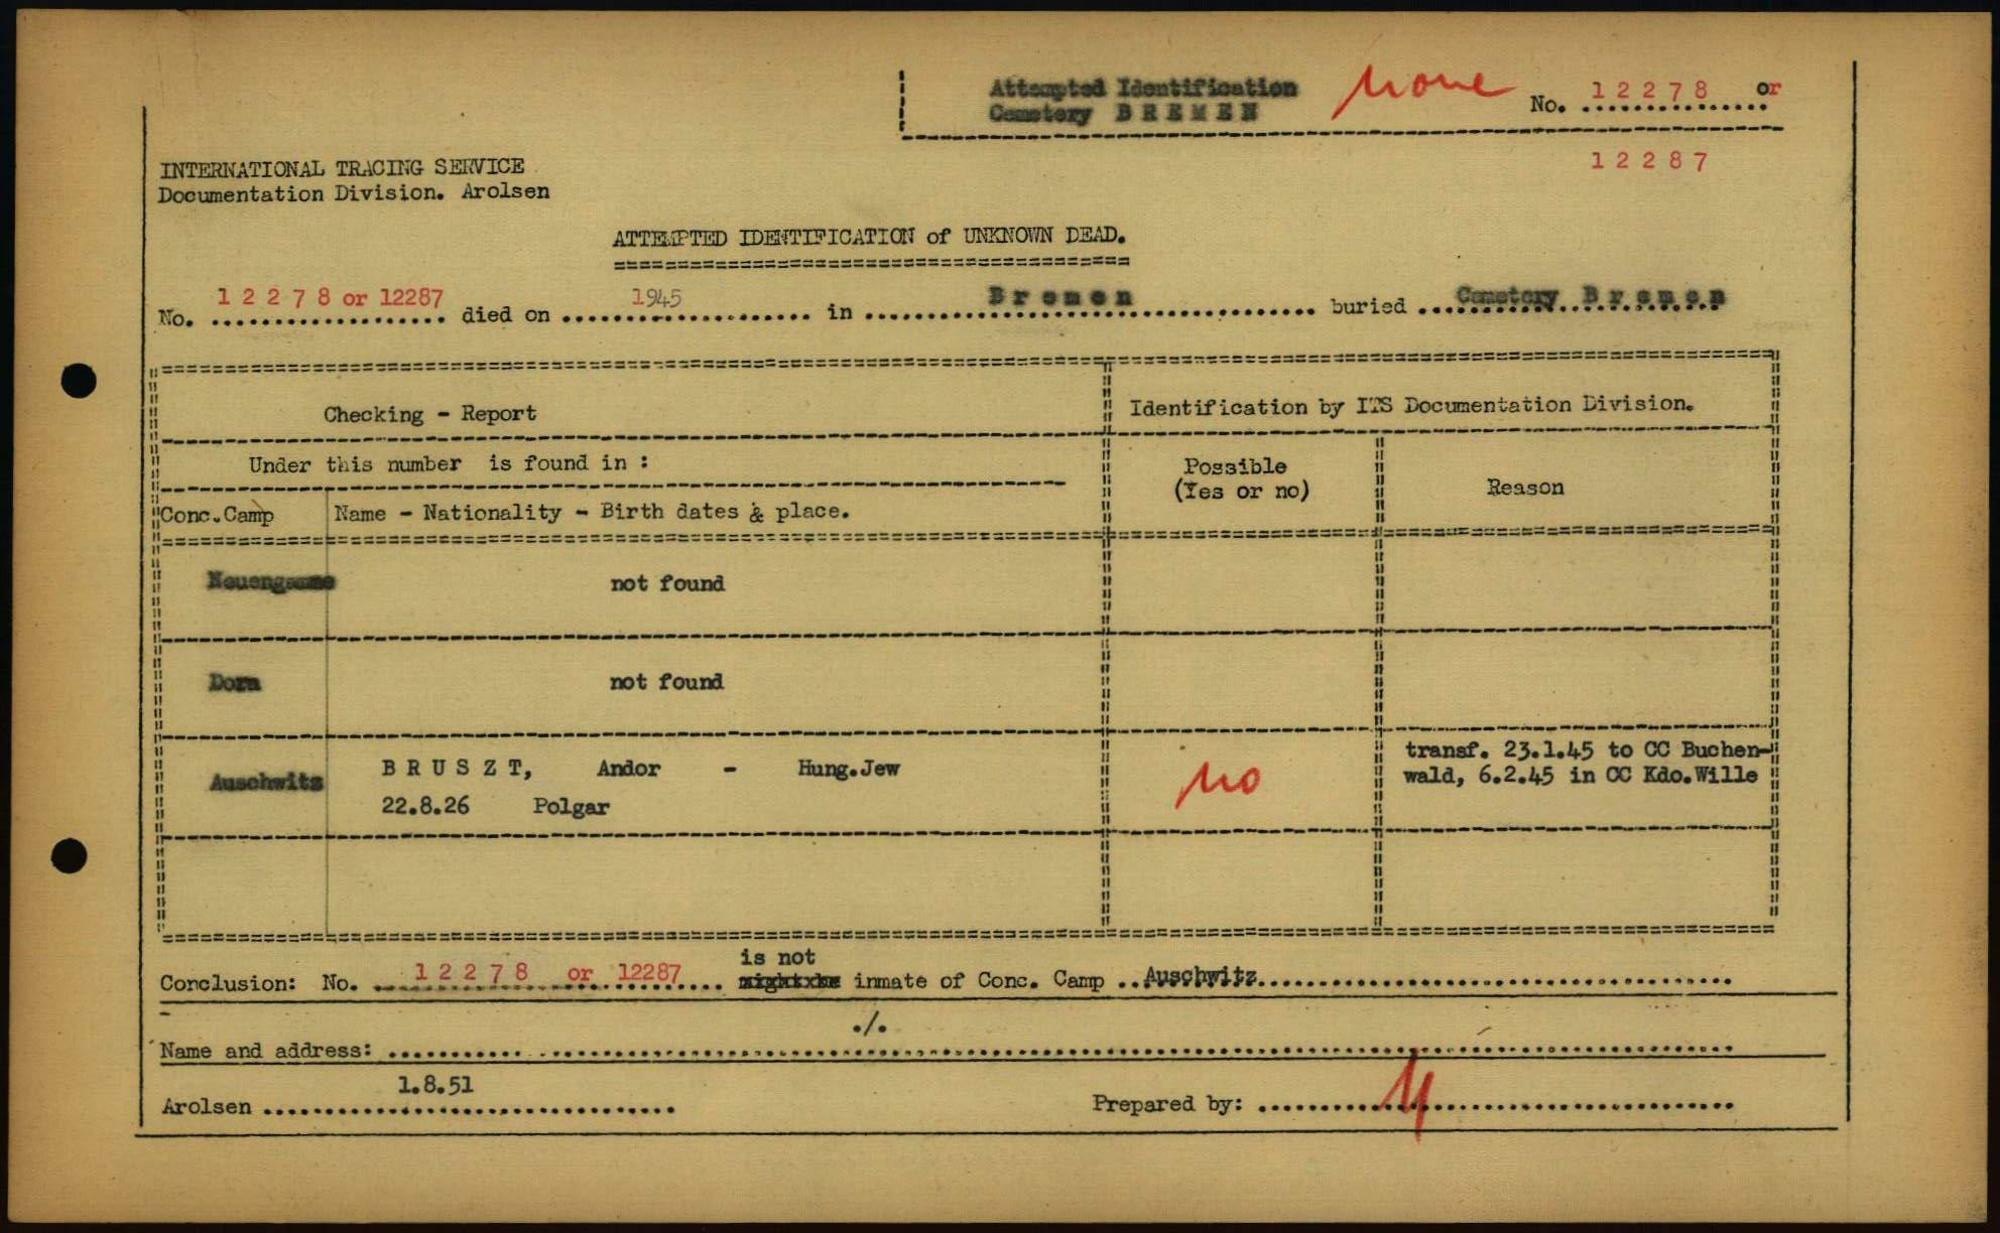 Attempted Identification none No. 12278 or
Cemetery BREMEN
12287
INTERNATIONAL TRACING SERVICE
Documentation Division. Arolsen
ATTEMPTED IDENTIFICATION of UNKNOWN DEAD.
No. 12278 or 12287 died on 1945 in Bremen buried Cemetery Bremen
Checking - Report
Identification by ITS Documentation Division.
Under this number is found in :
Possible
(Yes or no)
Reason
Conc.Camp Name - Nationality - Birth dates & place.
Neuengamme not found
Dora not found
Auschwitz BRUSZT, Andor - Hung.Jew
22.8.26 Polgar
no
transf. 23.1.45 to CC Buchen-
wald, 6.2.45 in CC Kdo.Wille
is not
Conclusion: No. 12278 or 12287 inmate of Conc. Camp Auschwitz
Name and address: ./.
Arolsen 1.8.51
Prepared by: